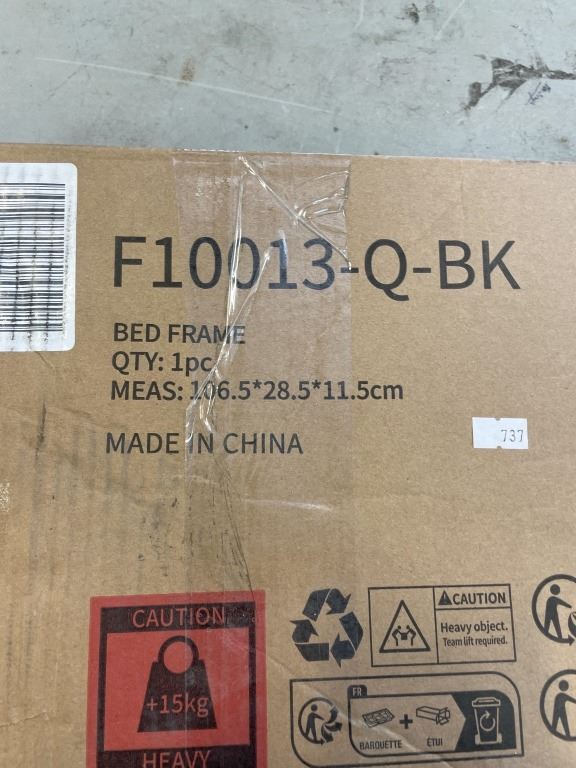 F10013-Q-BK
BED FRAME
QTY: 1pc
MEAS: 106.5*28.5*11.5cm
MADE IN CHINA
737
CAUTION
+15kg
HEAVY
CAUTION
Heavy object.
Team lift required.
FR
BARQUETTE
+
ÉTUI